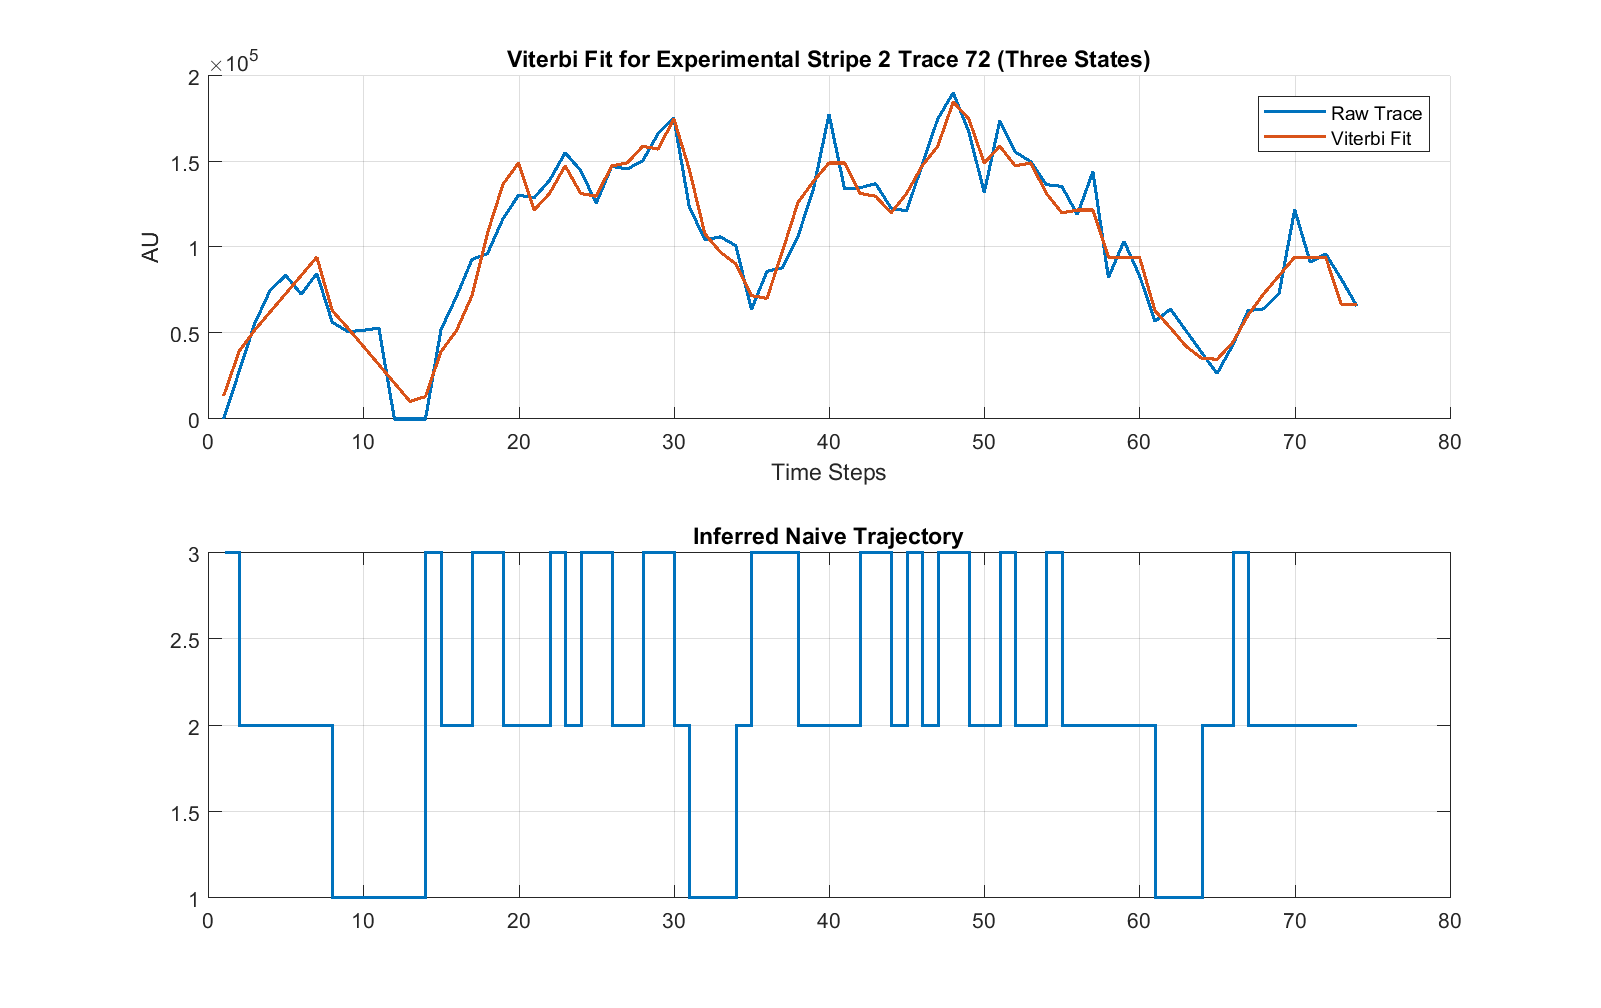 Viterbi Fit for Experimental Stripe 2 Trace 72 (Three States)
×10^5
2
1.5
1
0.5
0
AU
Raw Trace
Viterbi Fit
0 10 20 30 40 50 60 70 80
Time Steps
Inferred Naive Trajectory
3
2.5
2
1.5
1
0 10 20 30 40 50 60 70 80